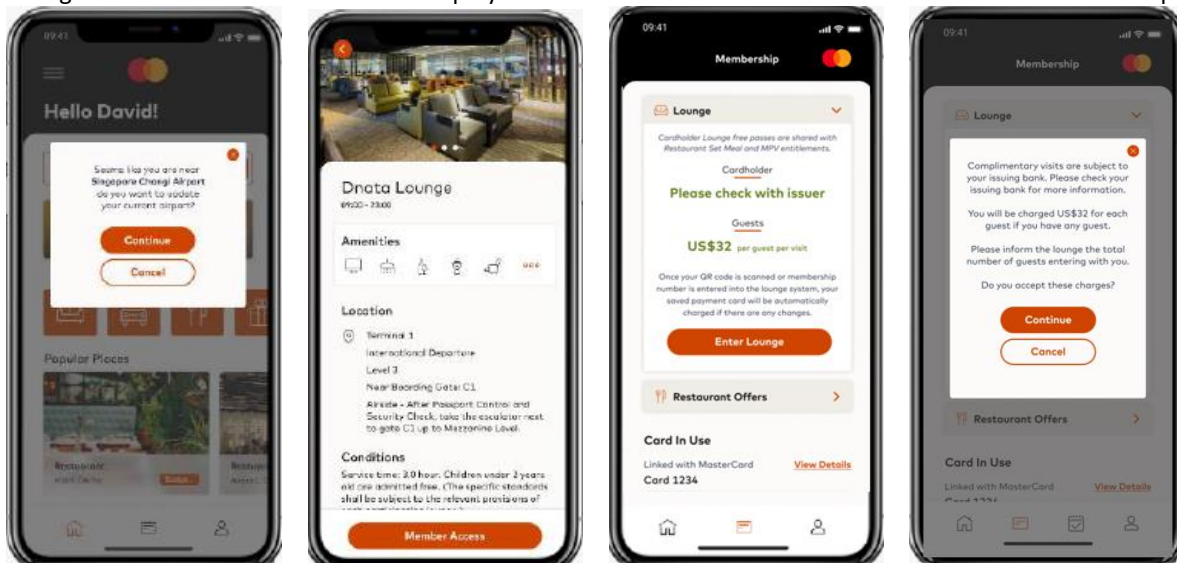 09:41
Hello David!
Seems like you are near
Singapore Changi Airport
do you want to update
your current airport?
Continue
Cancel
Popular Places
Restaurant
Dnata Lounge
09:00 - 23:00
Amenities
Location
Terminal 1
International Departure
Level 3
Near Boarding Gate: C1
Airside - After Passport Control and
Security Check, take the escalator next
to gate C1 up to Mezzanine Level.
Conditions
Service time: 3.0 hour. Children under 2 years
old are admitted free. (The specific standards
shall be subject to the relevant provisions of
Member Access
09:41
Membership
Lounge
Cardholder Lounge free passes are shared with
Restaurant Set Meal and MPV entitlements.
Cardholder
Please check with issuer
Guests
US$32 per guest per visit
Once your QR code is scanned or membership
number is entered into the lounge system, your
saved payment card will be automatically
charged if there are any changes.
Enter Lounge
Restaurant Offers
Card In Use
Linked with MasterCard View Details
Card 1234
09:41
Membership
Lounge
Complimentary visits are subject to
your issuing bank. Please check your
issuing bank for more information.
You will be charged US$32 for each
guest if you have any guest.
Please inform the lounge the total
number of guests entering with you.
Do you accept these charges?
Continue
Cancel
Restaurant Offers
Card In Use
Linked with MasterCard View Details
Card 1234